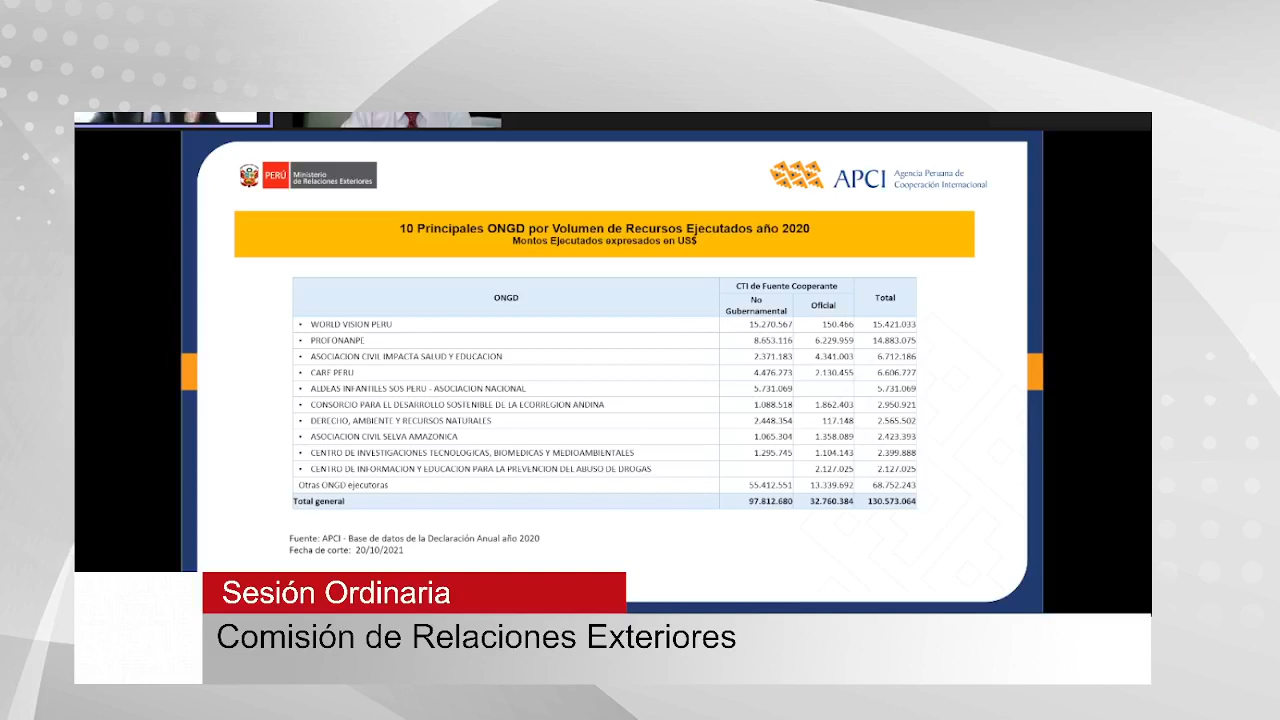 PERÚ
Ministerio
de Relaciones Exteriores
APCI
Agencia Peruana de
Cooperación Internacional
10 Principales ONGD por Volumen de Recursos Ejecutados año 2020
Montos Ejecutados expresados en US$
ONGD
CTI de Fuente Cooperante
No Gubernamental
Oficial
Total
• WORLD VISION PERU 15.270.567 150.466 15.421.033
• PROFONANPE 8.653.116 6.229.959 14.883.075
• ASOCIACION CIVIL IMPACTA SALUD Y EDUCACION 2.371.183 4.341.003 6.712.186
• CARE PERU 4.476.273 2.130.455 6.606.727
• ALDEAS INFANTILES SOS PERU - ASOCIACION NACIONAL 5.731.069 5.731.069
• CONSORCIO PARA EL DESARROLLO SOSTENIBLE DE LA ECORREGION ANDINA 1.088.518 1.862.403 2.950.921
• DERECHO, AMBIENTE Y RECURSOS NATURALES 2.448.354 117.148 2.565.502
• ASOCIACION CIVIL SELVA AMAZONICA 1.065.304 1.358.089 2.423.393
• CENTRO DE INVESTIGACIONES TECNOLOGICAS, BIOMEDICAS Y MEDIOAMBIENTALES 1.295.745 1.104.143 2.399.888
• CENTRO DE INFORMACION Y EDUCACION PARA LA PREVENCION DEL ABUSO DE DROGAS 2.127.025 2.127.025
Otras ONGD ejecutoras 55.412.551 13.339.692 68.752.243
Total general 97.812.680 32.760.384 130.573.064
Fuente: APCI - Base de datos de la Declaración Anual año 2020
Fecha de corte: 20/10/2021
Sesión Ordinaria
Comisión de Relaciones Exteriores